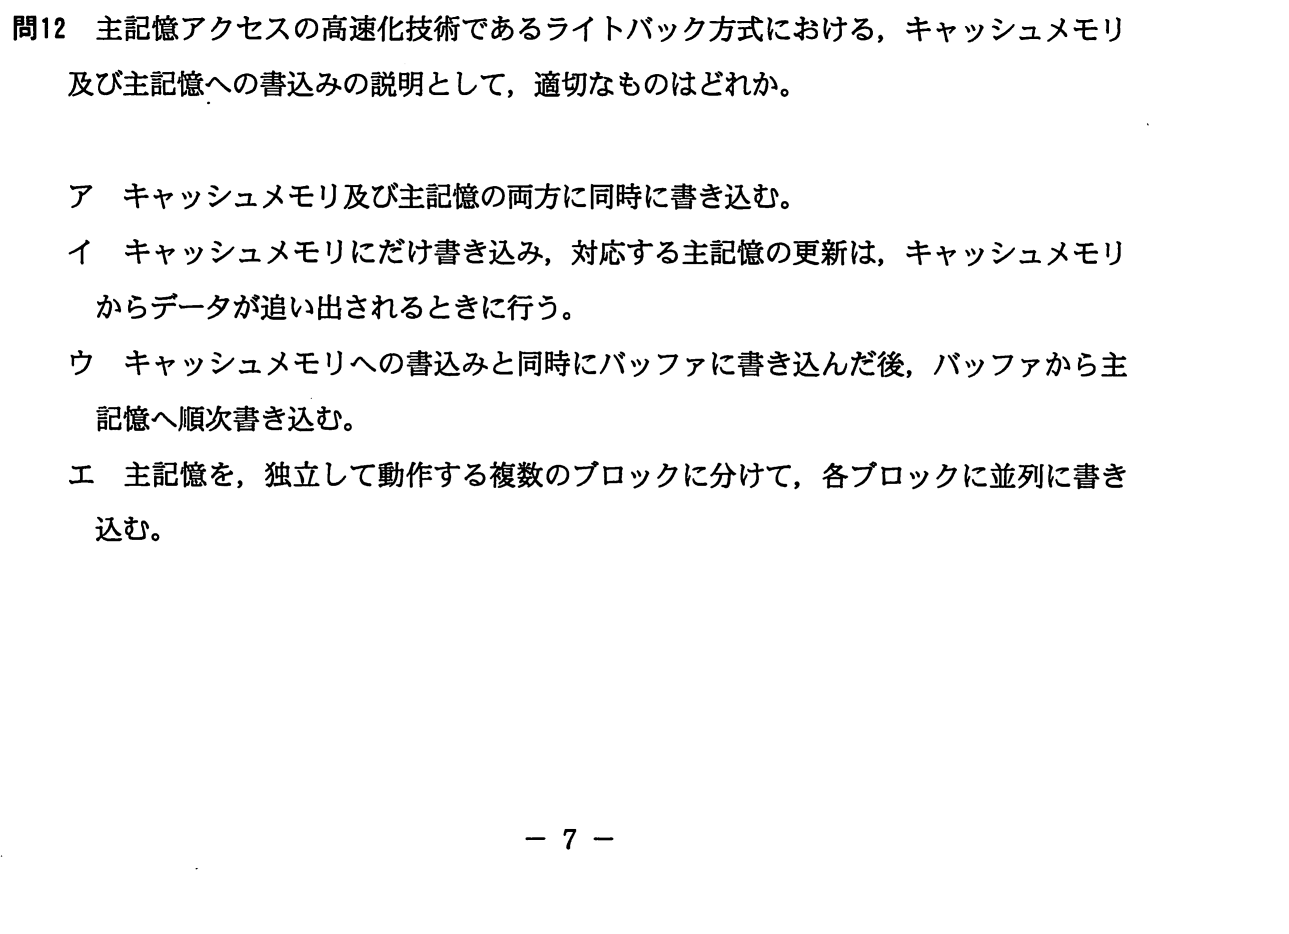 問12 主記憶アクセスの高速化技術であるライトバック方式における，キャッシュメモリ
及び主記憶への書込みの説明として，適切なものはどれか。
ア キャッシュメモリ及び主記憶の両方に同時に書き込む。
イ キャッシュメモリにだけ書き込み，対応する主記憶の更新は，キャッシュメモリ
からデータが追い出されるときに行う。
ウ キャッシュメモリへの書込みと同時にバッファに書き込んだ後，バッファから主
記憶へ順次書き込む。
エ 主記憶を，独立して動作する複数のブロックに分けて，各ブロックに並列に書き
込む。
－ 7 －